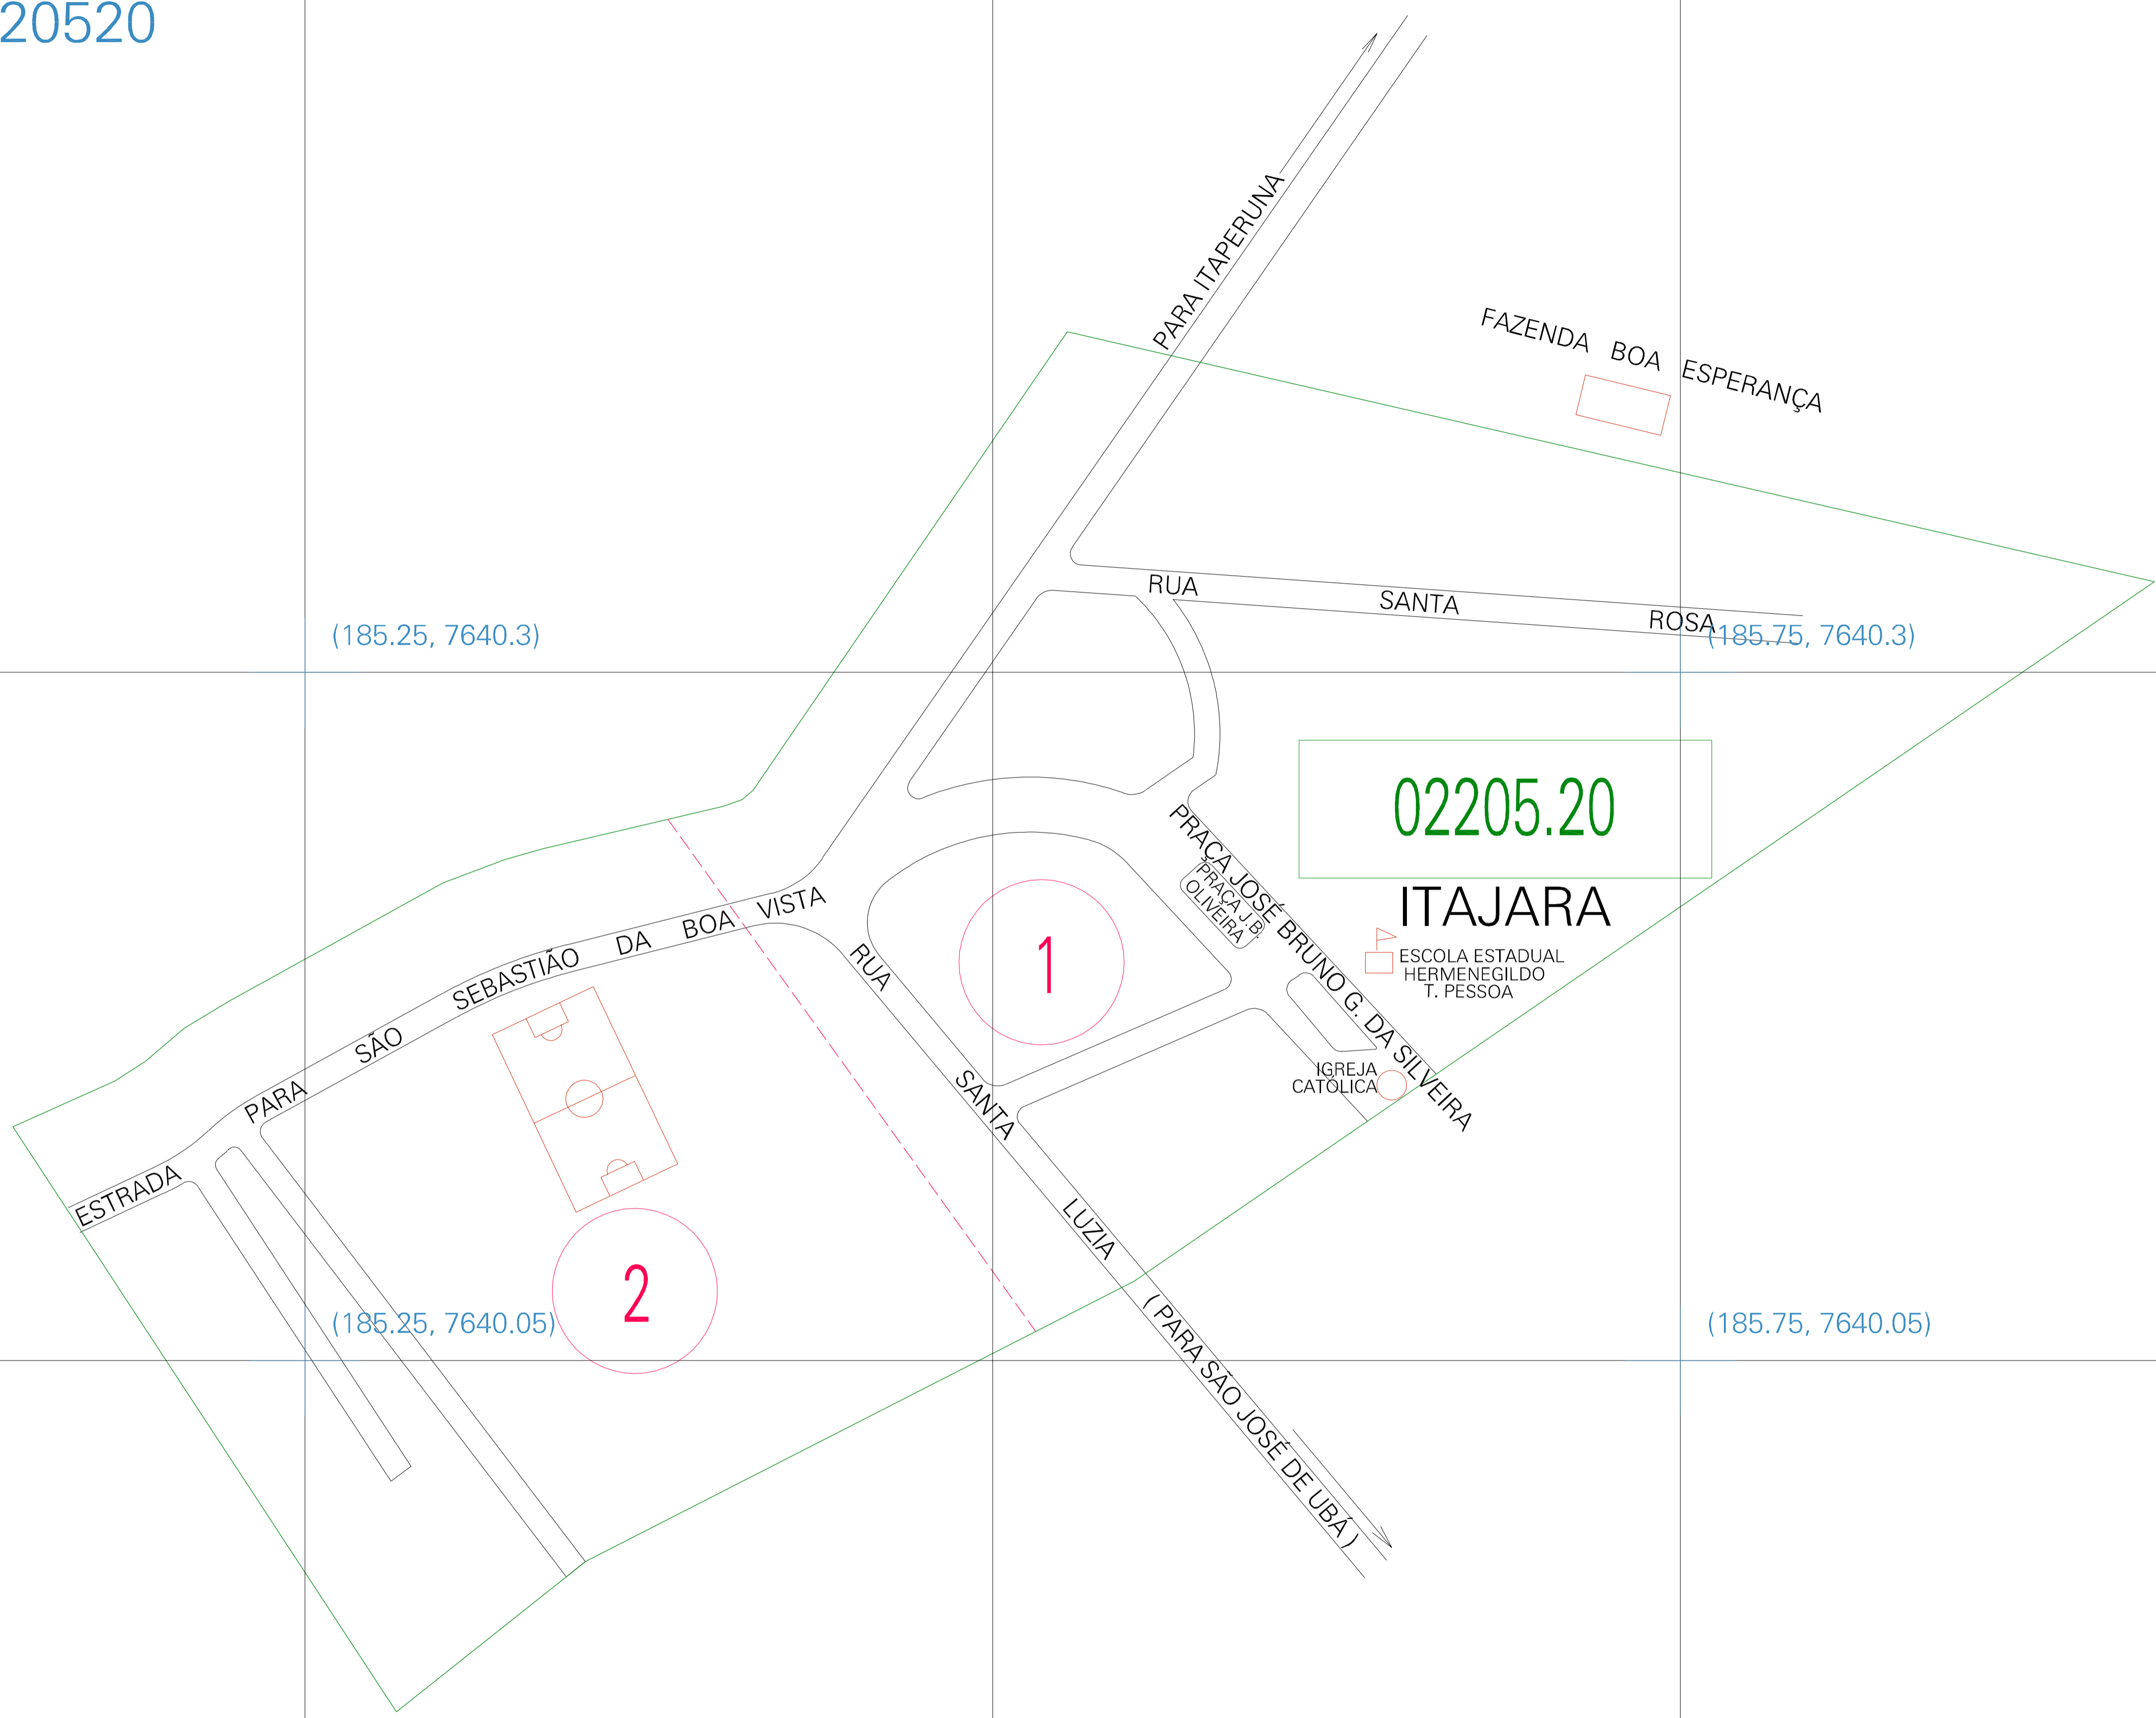 20520
PARA ITAPERUNA
FAZENDA BOA ESPERANÇA
RUA SANTA ROSA
(185.25, 7640.3)
(185.75, 7640.3)
02205.20
ITAJARA
PRAÇA JOSÉ BRUNO G. DA SILVEIRA
PRAÇA J.B.
OLIVEIRA
ESCOLA ESTADUAL
HERMENEGILDO
T. PESSOA
1
ESTRADA PARA SÃO SEBASTIÃO DA BOA VISTA
IGREJA
CATÓLICA
RUA SANTA LUZIA ( PARA SÃO JOSÉ DE UBÁ )
2
(185.25, 7640.05)
(185.75, 7640.05)